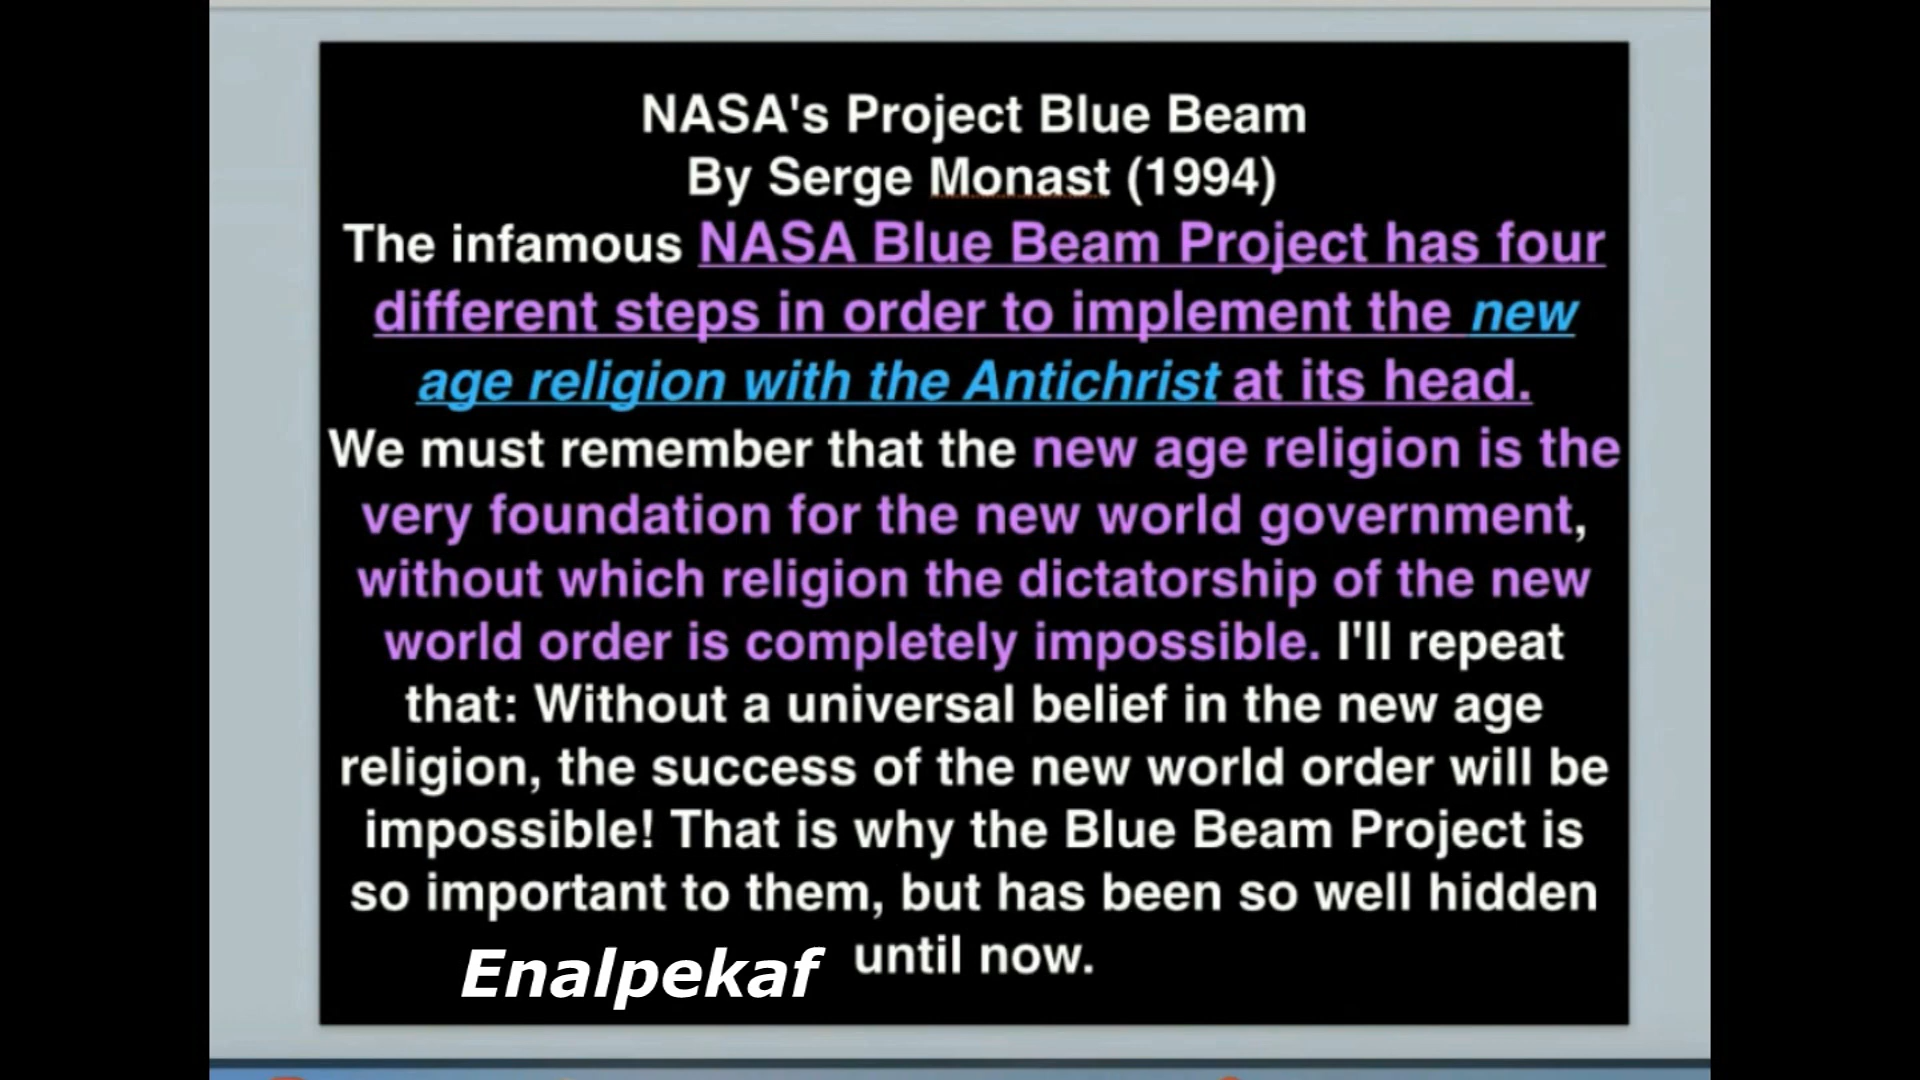 NASA's Project Blue Beam
By Serge Monast (1994)
The infamous NASA Blue Beam Project has four
different steps in order to implement the new
age religion with the Antichrist at its head.
We must remember that the new age religion is the
very foundation for the new world government,
without which religion the dictatorship of the new
world order is completely impossible. I'll repeat
that: Without a universal belief in the new age
religion, the success of the new world order will be
impossible! That is why the Blue Beam Project is
so important to them, but has been so well hidden
until now.
Enalpekaf